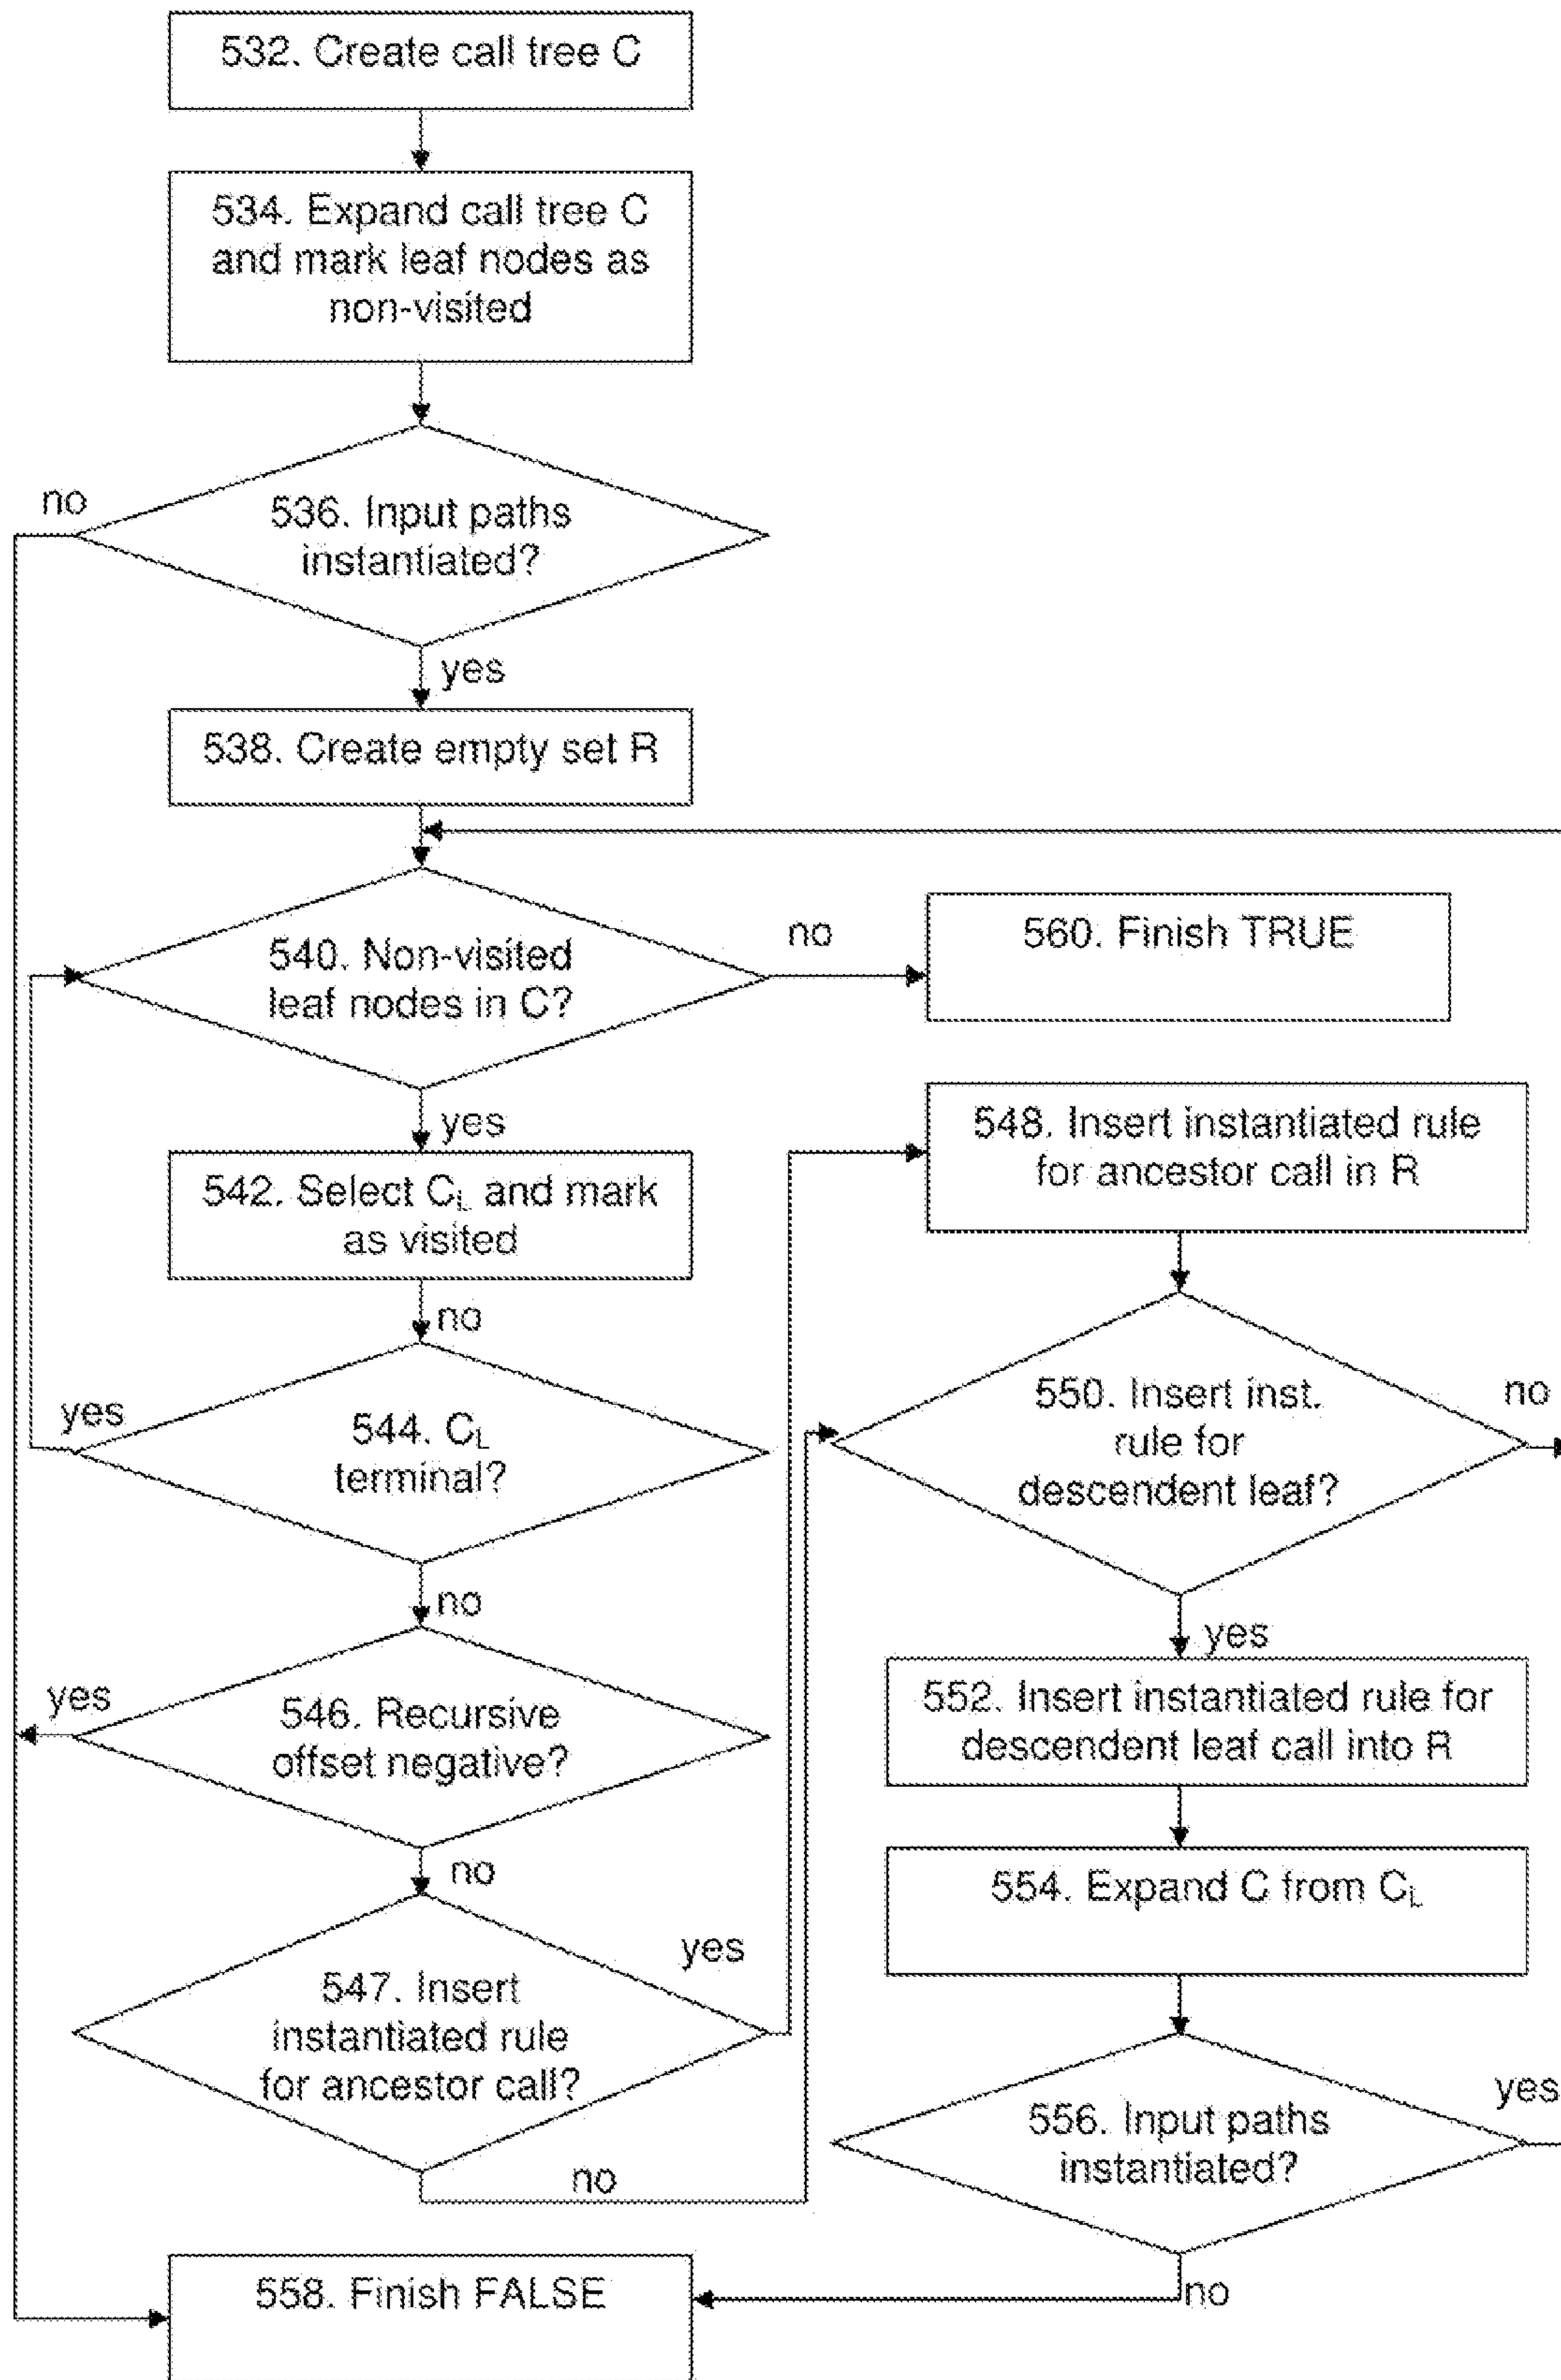 532. Create call tree C
534. Expand call tree C
and mark leaf nodes as
non-visited
no
536. Input paths
instantiated?
yes
538. Create empty set R
540. Non-visited
leaf nodes in C?
no
560. Finish TRUE
yes
542. Select CL and mark
as visited
no
yes
544. CL
terminal?
no
yes
546. Recursive
offset negative?
no
547. Insert
instantiated rule
for ancestor call?
yes
no
548. Insert instantiated rule
for ancestor call in R
550. Insert inst.
rule for
descendent leaf?
no
yes
552. Insert instantiated rule for
descendent leaf call into R
554. Expand C from CL
556. Input paths
instantiated?
yes
no
558. Finish FALSE